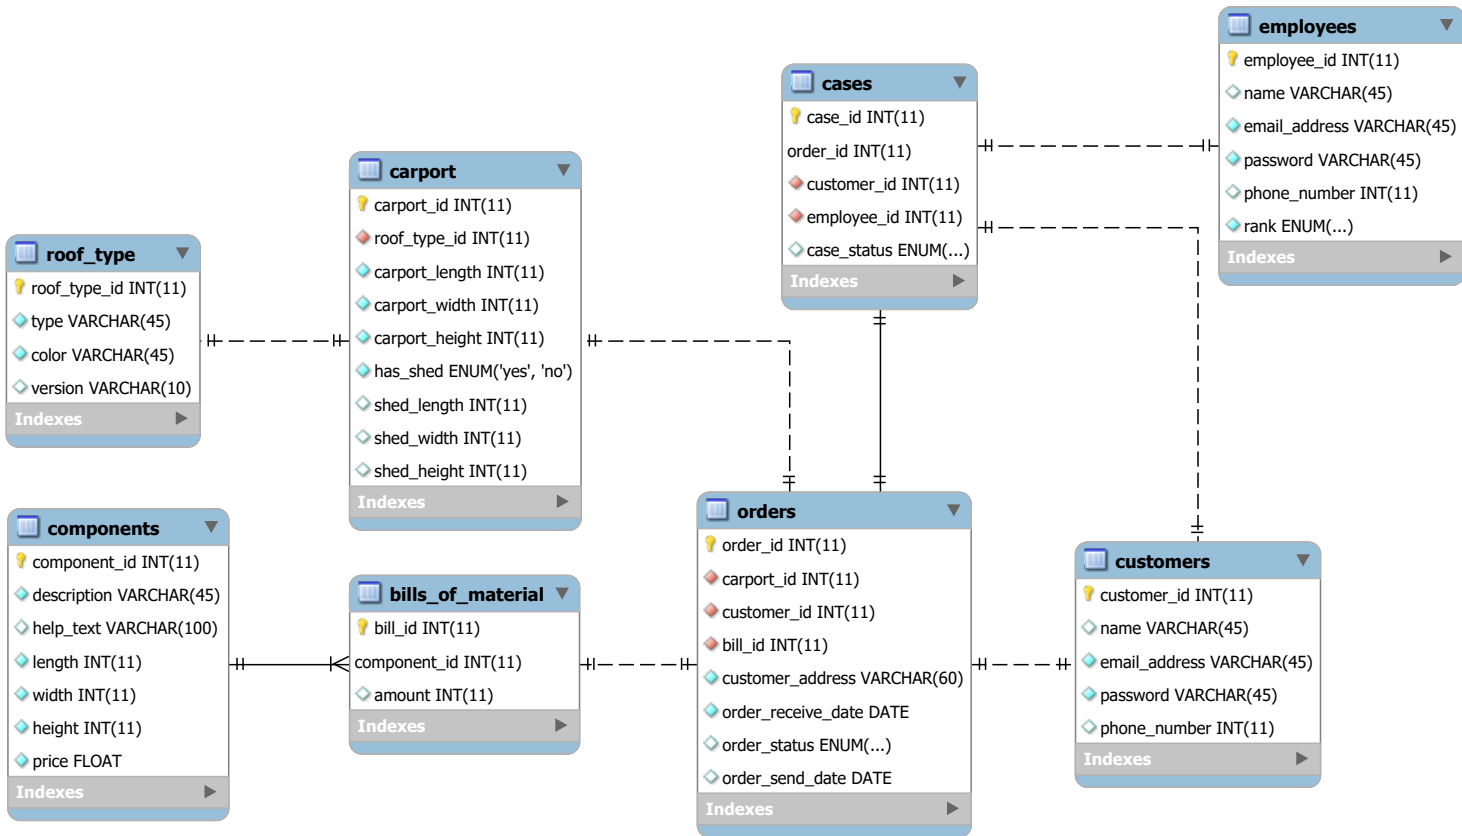 employees
employee_id INT(11)
name VARCHAR(45)
email_address VARCHAR(45)
password VARCHAR(45)
phone_number INT(11)
rank ENUM(...)
Indexes
cases
case_id INT(11)
order_id INT(11)
customer_id INT(11)
employee_id INT(11)
case_status ENUM(...)
Indexes
carport
carport_id INT(11)
roof_type_id INT(11)
carport_length INT(11)
carport_width INT(11)
carport_height INT(11)
has_shed ENUM('yes', 'no')
shed_length INT(11)
shed_width INT(11)
shed_height INT(11)
Indexes
roof_type
roof_type_id INT(11)
type VARCHAR(45)
color VARCHAR(45)
version VARCHAR(10)
Indexes
components
component_id INT(11)
description VARCHAR(45)
help_text VARCHAR(100)
length INT(11)
width INT(11)
height INT(11)
price FLOAT
Indexes
bills_of_material
bill_id INT(11)
component_id INT(11)
amount INT(11)
Indexes
orders
order_id INT(11)
carport_id INT(11)
customer_id INT(11)
bill_id INT(11)
customer_address VARCHAR(60)
order_receive_date DATE
order_status ENUM(...)
order_send_date DATE
Indexes
customers
customer_id INT(11)
name VARCHAR(45)
email_address VARCHAR(45)
password VARCHAR(45)
phone_number INT(11)
Indexes